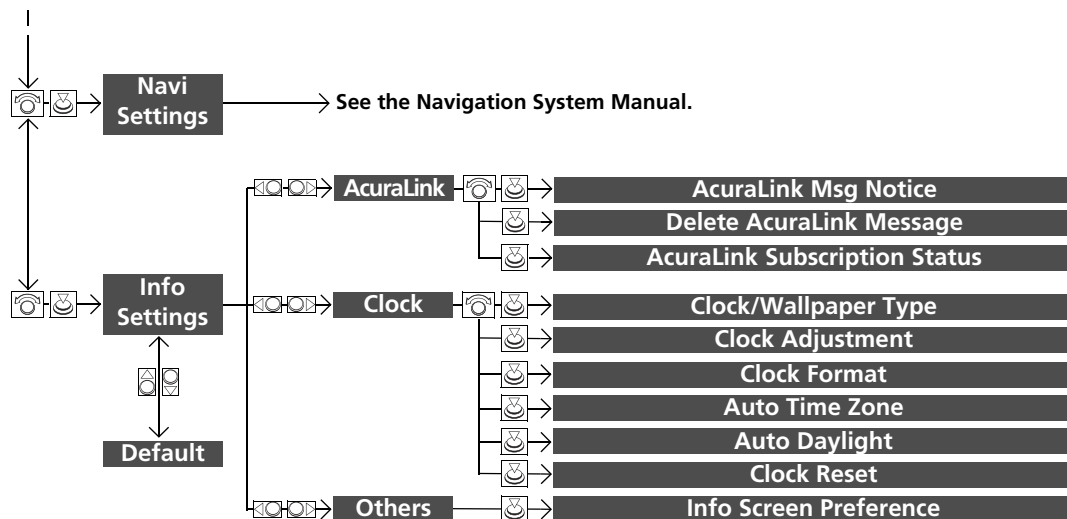 Navi
Settings
See the Navigation System Manual.
AcuraLink
AcuraLink Msg Notice
Delete AcuraLink Message
AcuraLink Subscription Status
Info
Settings
Clock
Clock/Wallpaper Type
Clock Adjustment
Clock Format
Auto Time Zone
Auto Daylight
Clock Reset
Default
Others
Info Screen Preference